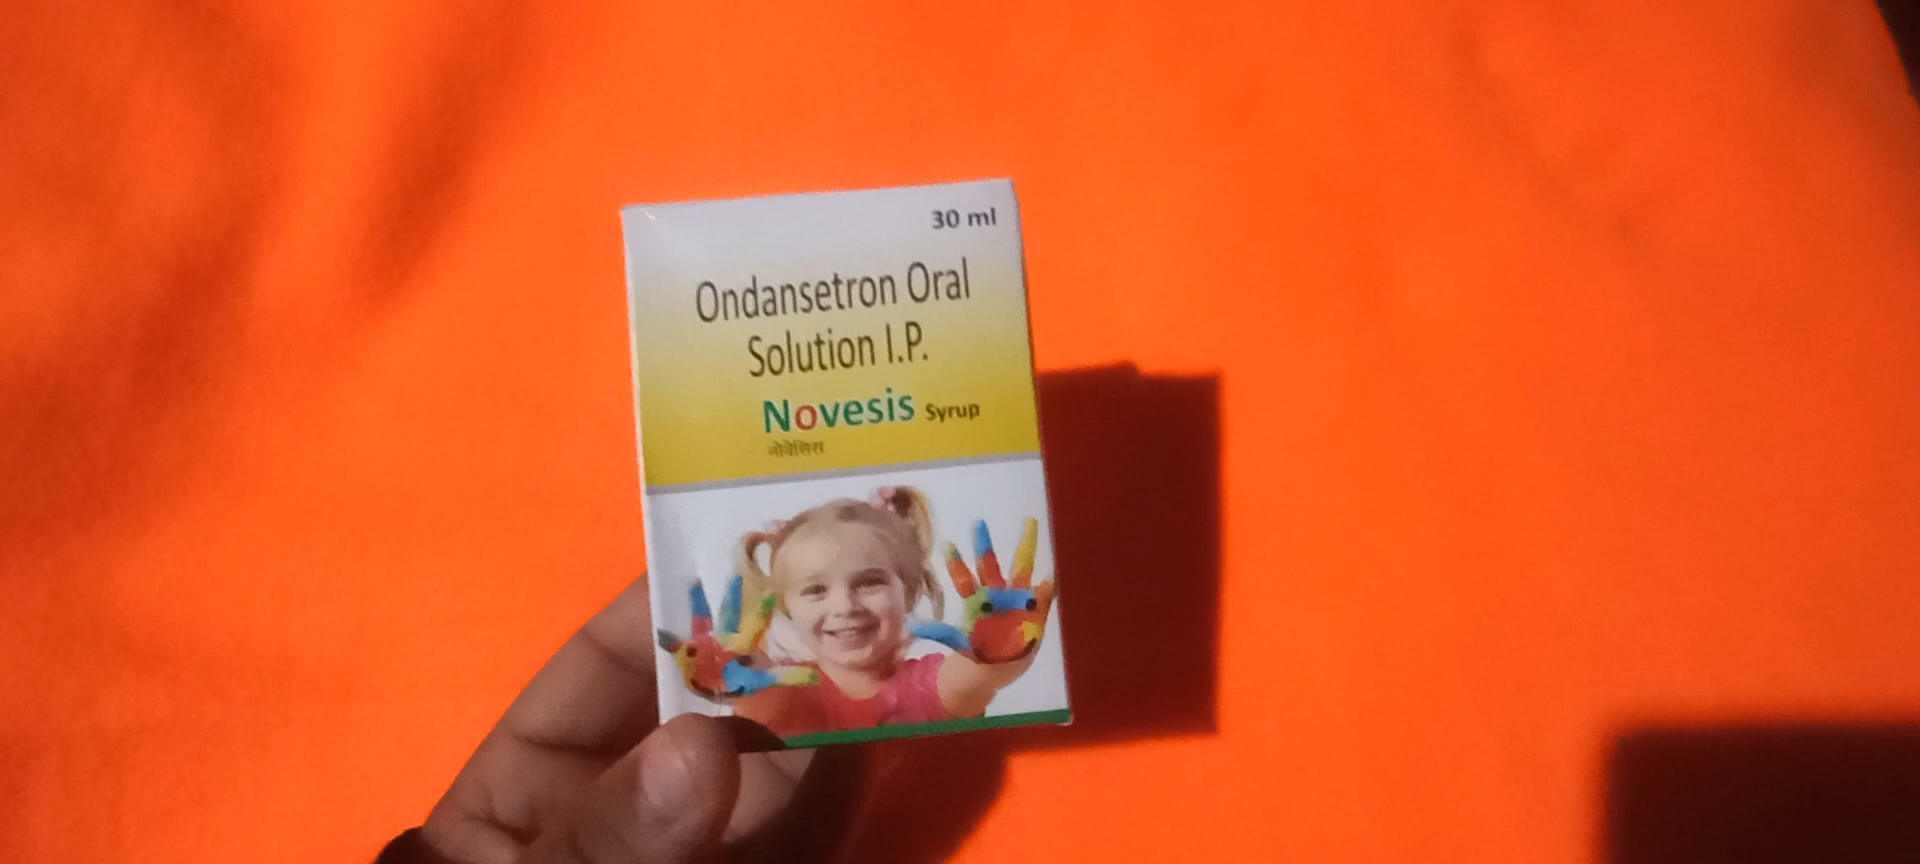 30 ml
Ondansetron Oral
Solution I.P.
Novesis Syrup
नोवेसिस